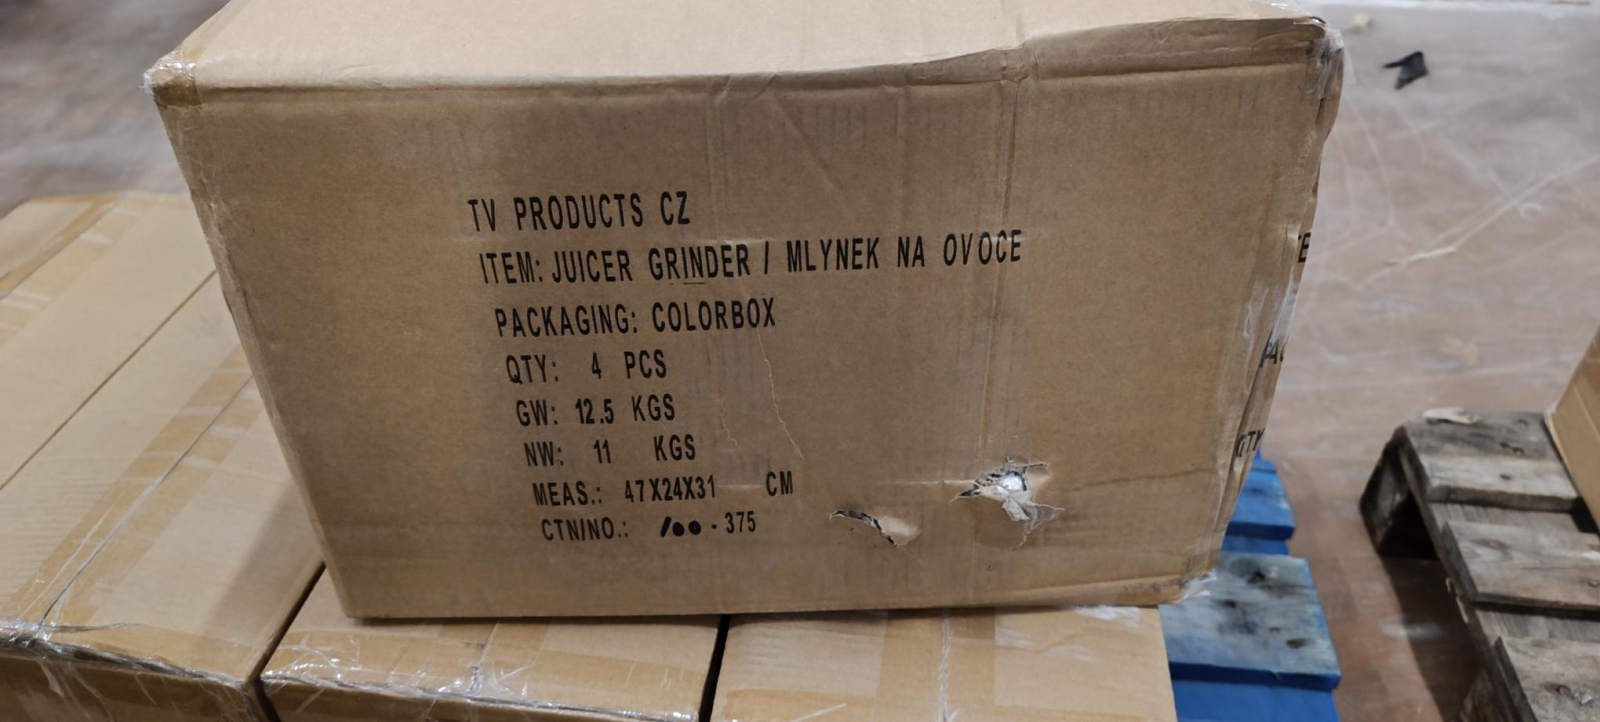 TV PRODUCTS CZ
ITEM: JUICER GRINDER / MLYNEK NA OVOCE
PACKAGING: COLORBOX
QTY: 4 PCS
GW: 12.5 KGS
NW: 11 KGS
MEAS.: 47X24X31 CM
CTN/NO.: 100 - 375